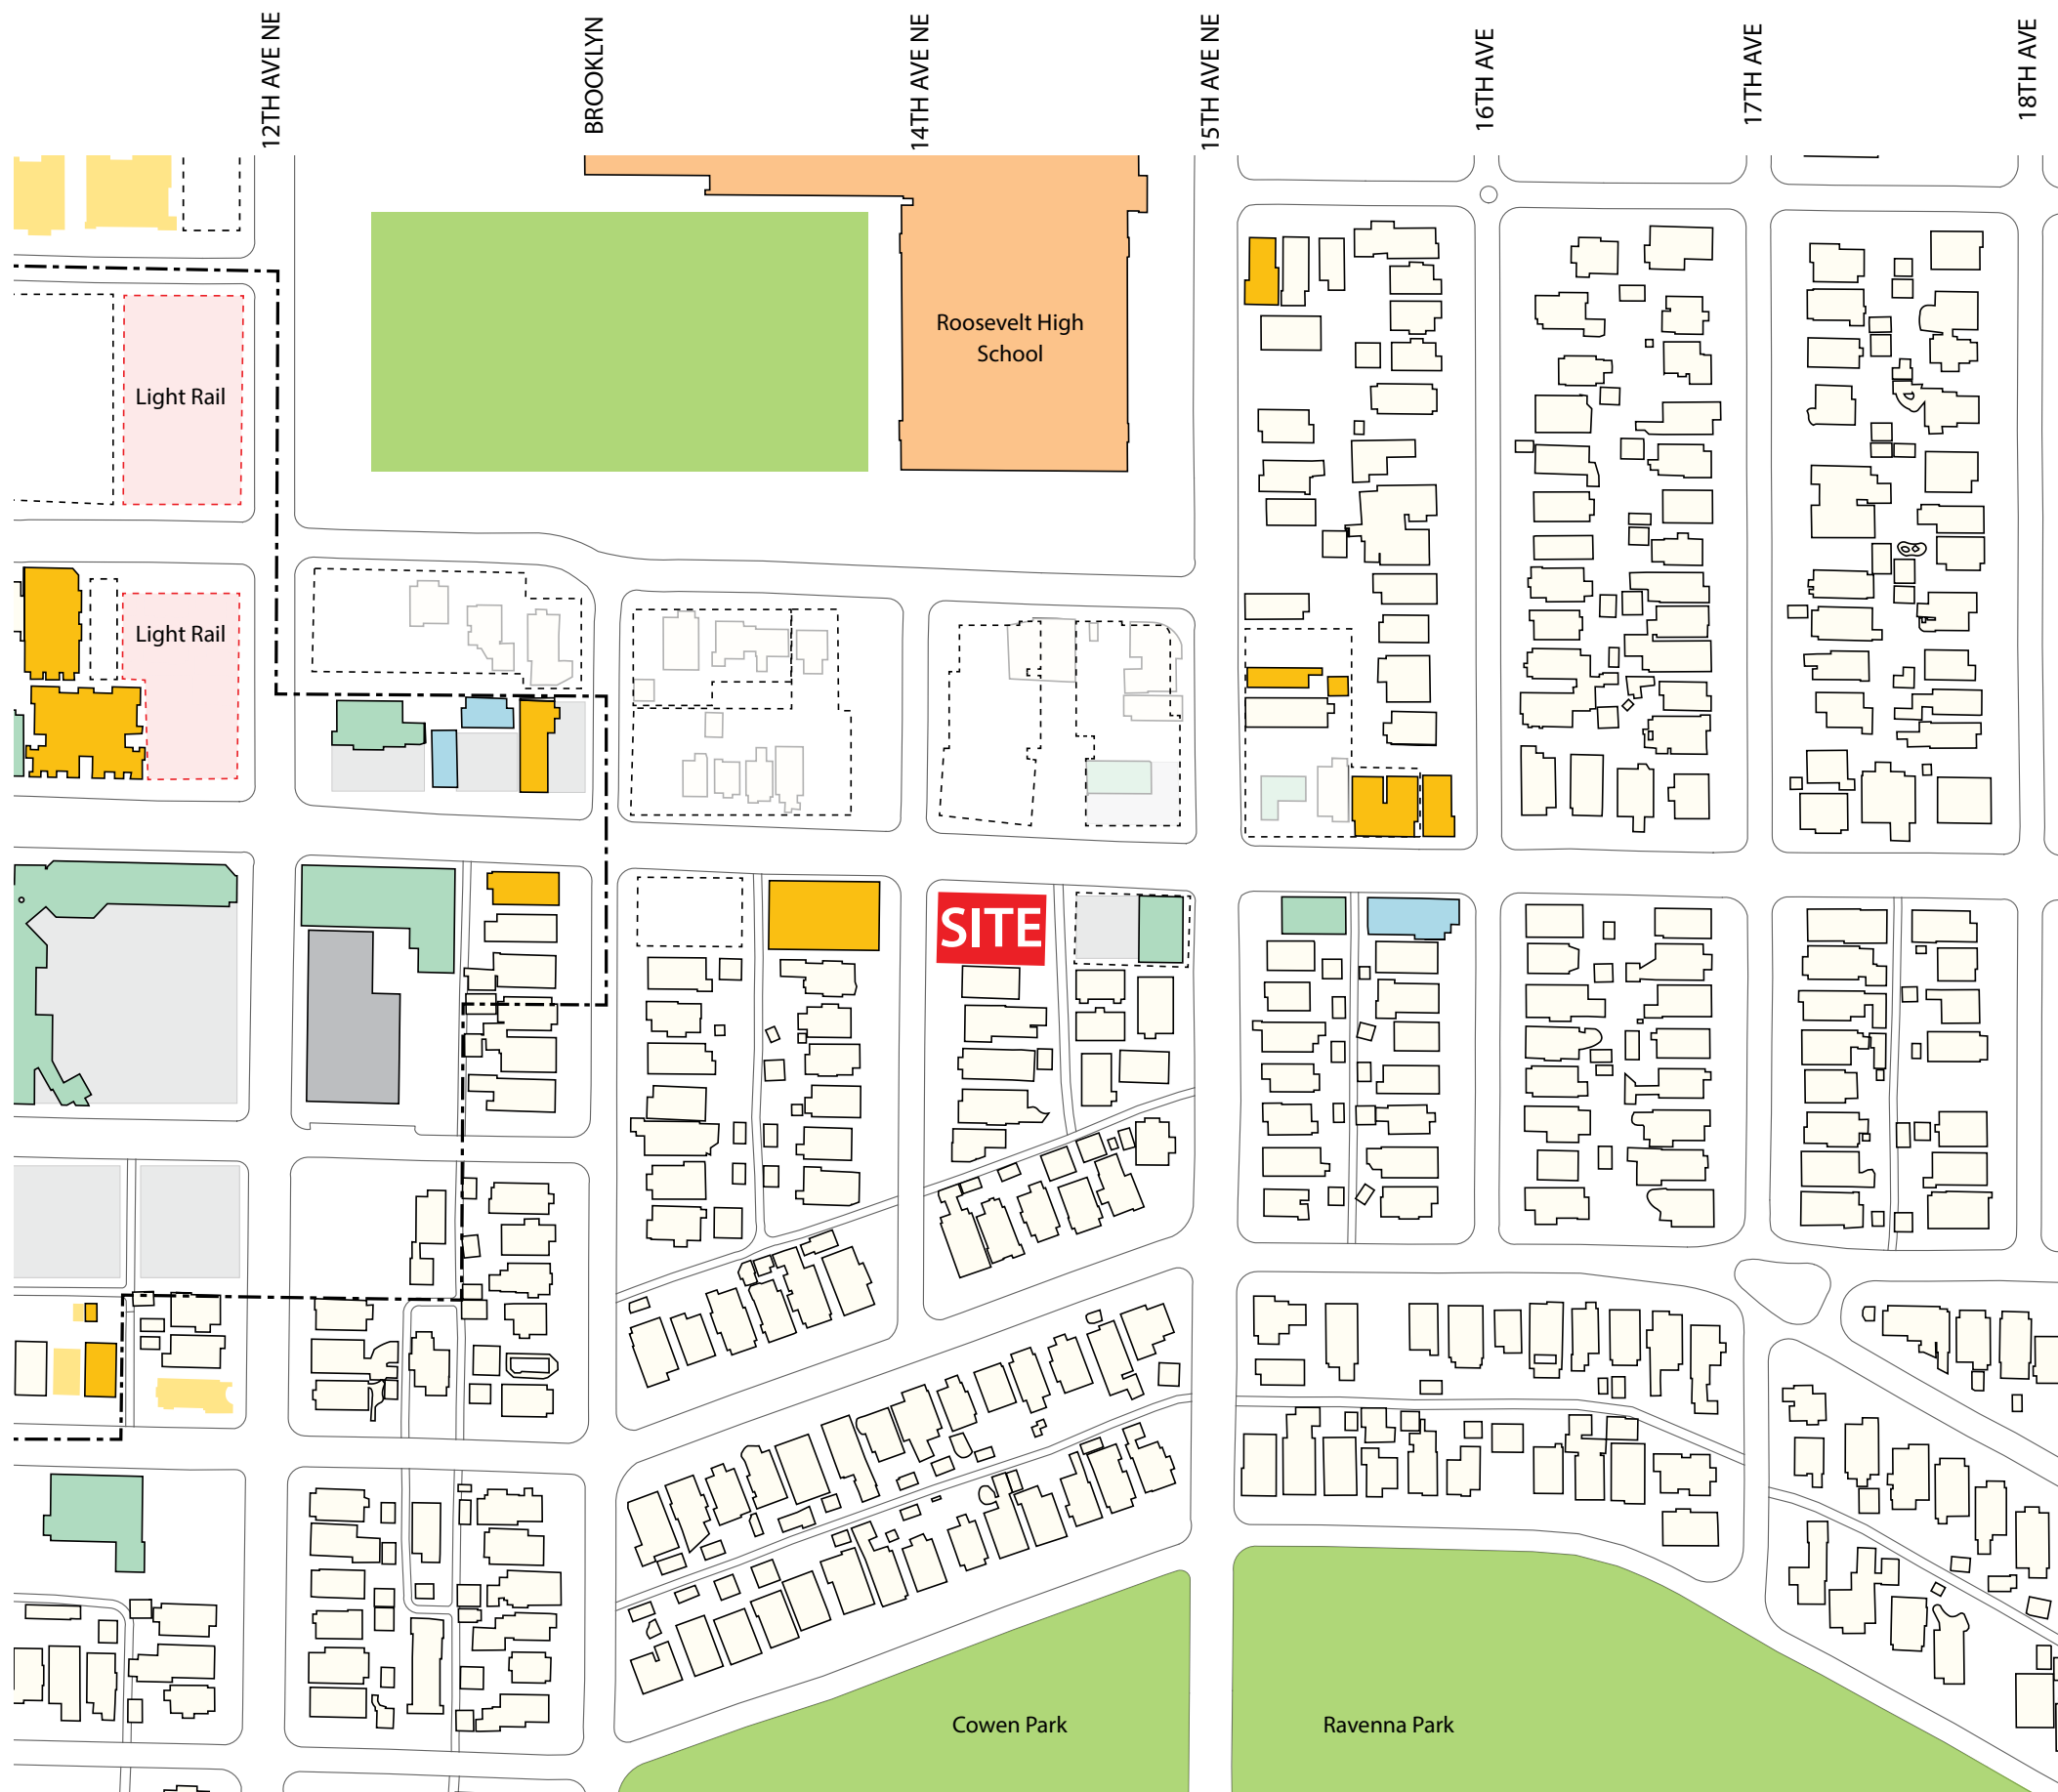 12TH AVE NE
BROOKLYN
14TH AVE NE
15TH AVE NE
16TH AVE
17TH AVE
18TH AVE
Roosevelt High
School
Light Rail
Light Rail
SITE
Cowen Park
Ravenna Park